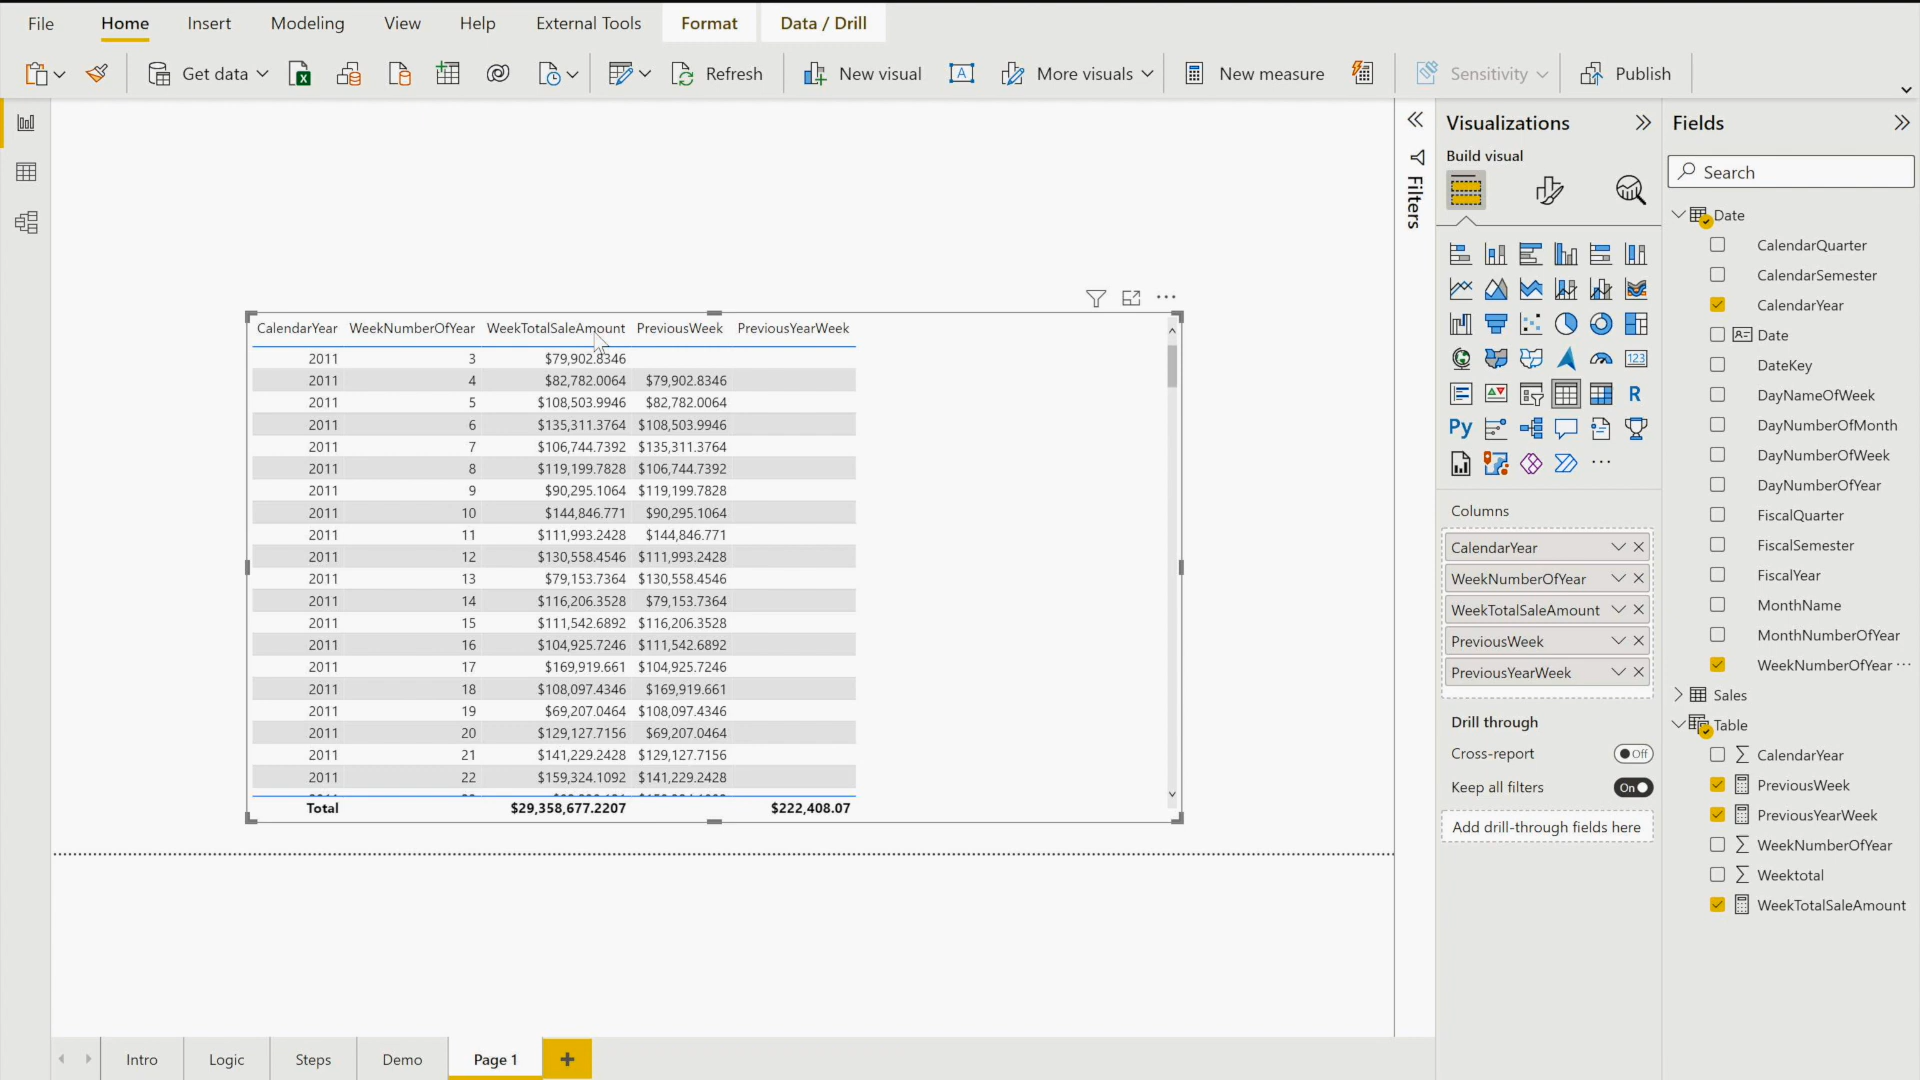 File Home Insert Modeling View Help External Tools Format Data / Drill
Get data Refresh New visual More visuals New measure Sensitivity Publish
Filters
Visualizations
Build visual
Py
R
123
Columns
CalendarYear
WeekNumberOfYear
WeekTotalSaleAmount
PreviousWeek
PreviousYearWeek
Drill through
Cross-report Off
Keep all filters On
Add drill-through fields here
Fields
Search
Date
CalendarQuarter
CalendarSemester
CalendarYear
Date
DateKey
DayNameOfWeek
DayNumberOfMonth
DayNumberOfWeek
DayNumberOfYear
FiscalQuarter
FiscalSemester
FiscalYear
MonthName
MonthNumberOfYear
WeekNumberOfYear
Sales
Table
CalendarYear
PreviousWeek
PreviousYearWeek
WeekNumberOfYear
Weektotal
WeekTotalSaleAmount
CalendarYear WeekNumberOfYear WeekTotalSaleAmount PreviousWeek PreviousYearWeek
2011 3 $79,902.8346
2011 4 $82,782.0064 $79,902.8346
2011 5 $108,503.9946 $82,782.0064
2011 6 $135,311.3764 $108,503.9946
2011 7 $106,744.7392 $135,311.3764
2011 8 $119,199.7828 $106,744.7392
2011 9 $90,295.1064 $119,199.7828
2011 10 $144,846.771 $90,295.1064
2011 11 $111,993.2428 $144,846.771
2011 12 $130,558.4546 $111,993.2428
2011 13 $79,153.7364 $130,558.4546
2011 14 $116,206.3528 $79,153.7364
2011 15 $111,542.6892 $116,206.3528
2011 16 $104,925.7246 $111,542.6892
2011 17 $169,919.661 $104,925.7246
2011 18 $108,097.4346 $169,919.661
2011 19 $69,207.0464 $108,097.4346
2011 20 $129,127.7156 $69,207.0464
2011 21 $141,229.2428 $129,127.7156
2011 22 $159,324.1092 $141,229.2428
Total $29,358,677.2207 $222,408.07
Intro Logic Steps Demo Page 1